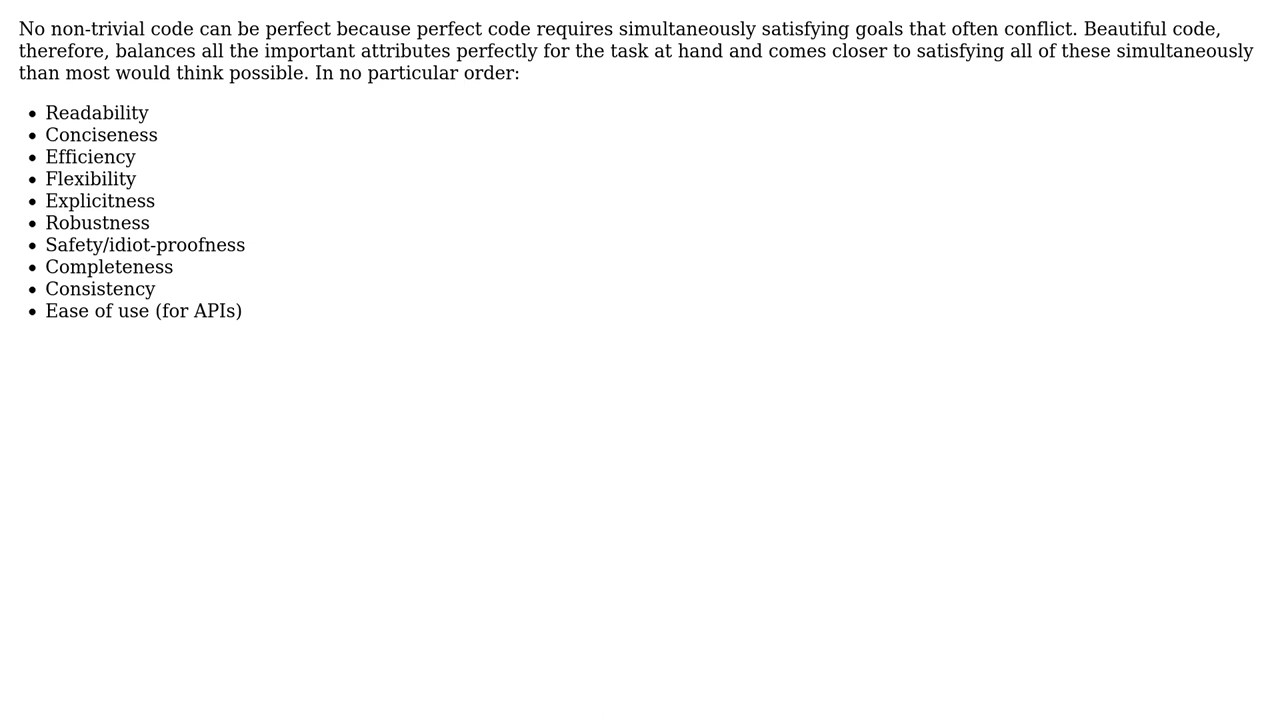 No non-trivial code can be perfect because perfect code requires simultaneously satisfying goals that often conflict. Beautiful code,
therefore, balances all the important attributes perfectly for the task at hand and comes closer to satisfying all of these simultaneously
than most would think possible. In no particular order:
• Readability
• Conciseness
• Efficiency
• Flexibility
• Explicitness
• Robustness
• Safety/idiot-proofness
• Completeness
• Consistency
• Ease of use (for APIs)